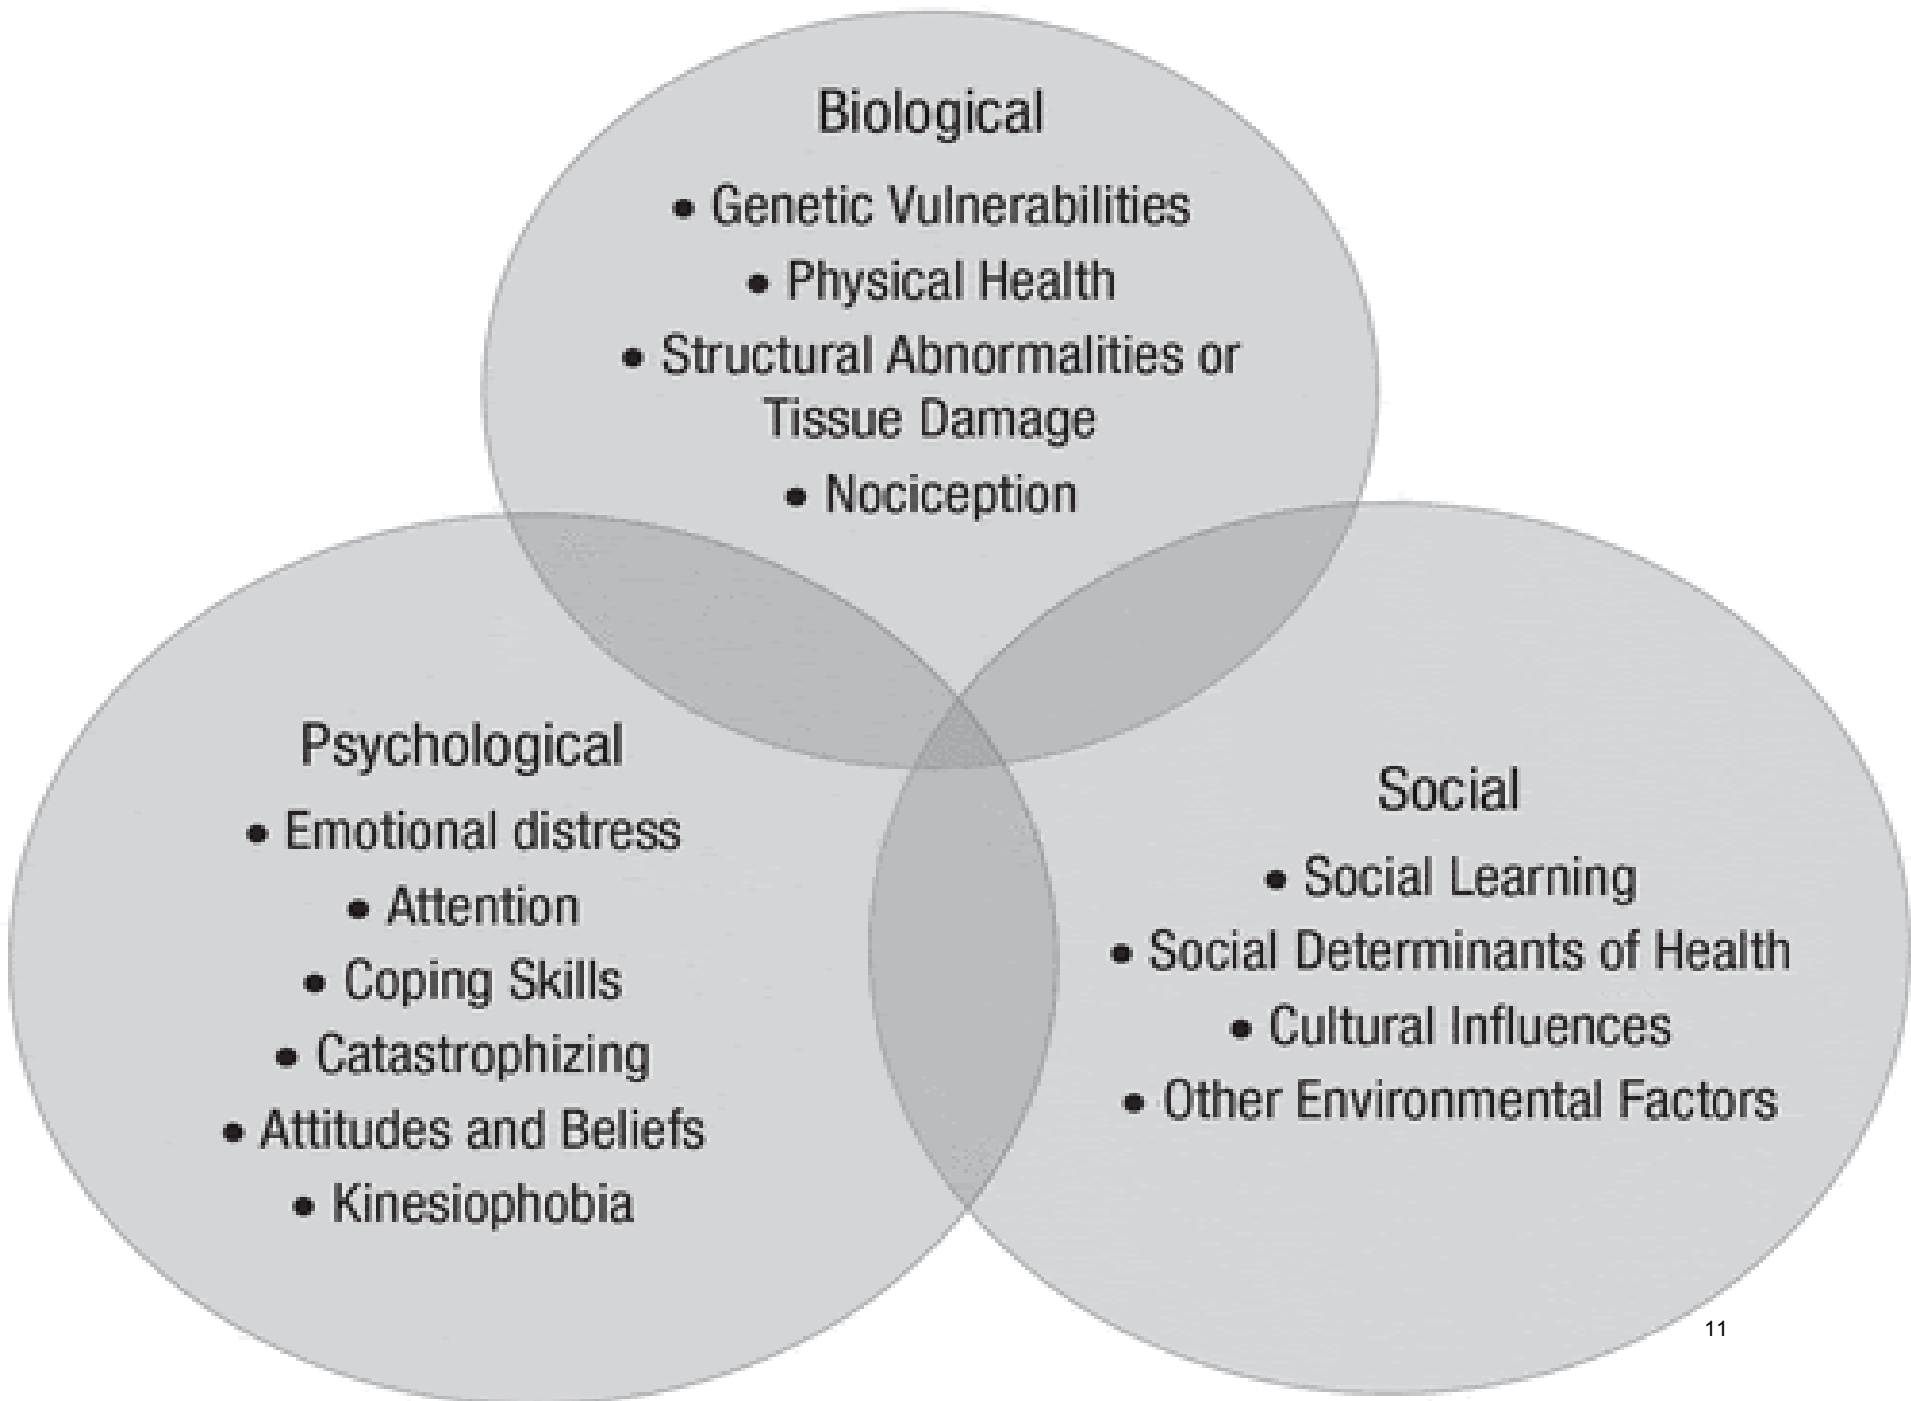 Biological
• Genetic Vulnerabilities
• Physical Health
• Structural Abnormalities or
Tissue Damage
• Nociception
Psychological
• Emotional distress
• Attention
• Coping Skills
• Catastrophizing
• Attitudes and Beliefs
• Kinesiophobia
Social
• Social Learning
• Social Determinants of Health
• Cultural Influences
• Other Environmental Factors
11